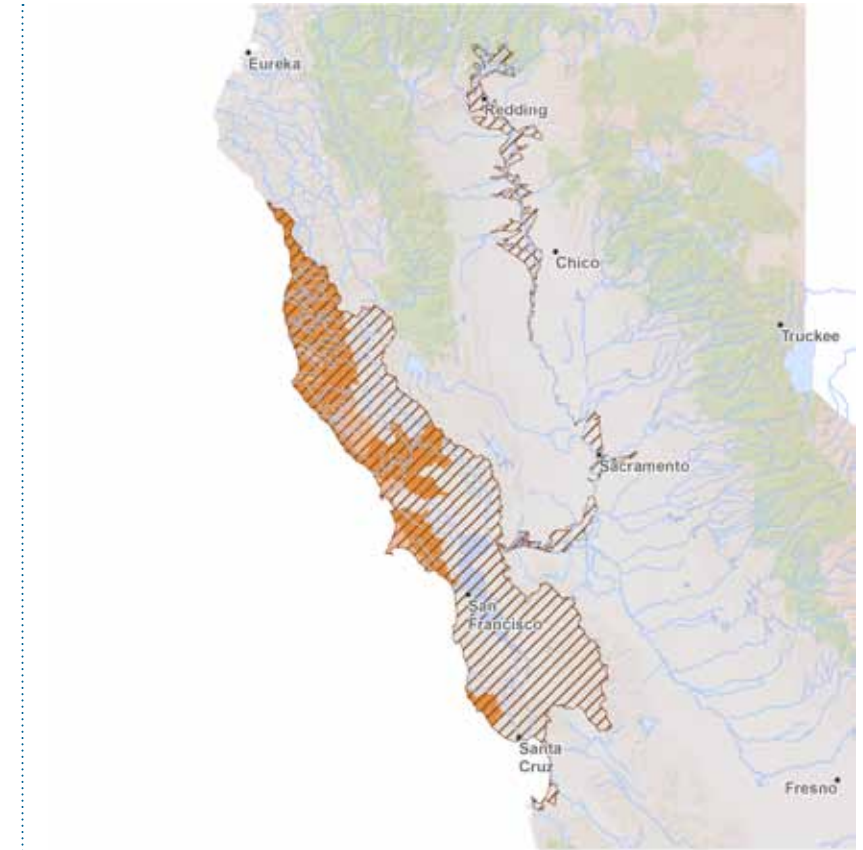 Eureka
Redding
Chico
Truckee
Sacramento
San
Francisco
Santa
Cruz
Fresno